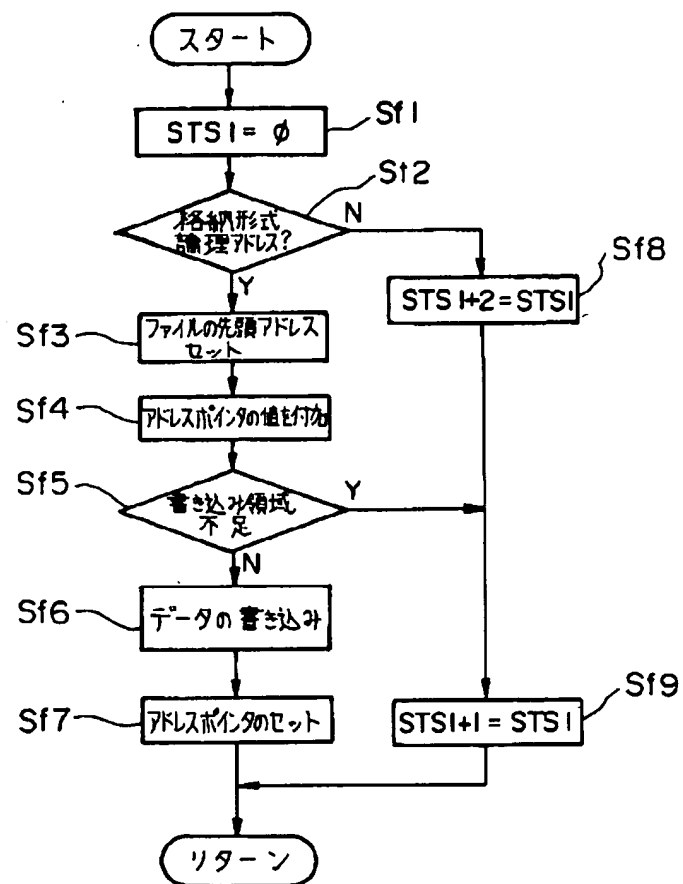 スタート
STS1= φ
Sf1
格納形式
論理アドレス?
St2
N
Y
STS1+2=STS1
Sf8
ファイルの先頭アドレス
セット
Sf3
アドレスポインタの値を付加
Sf4
書き込み領域
不足
Sf5
Y
N
データの書き込み
Sf6
アドレスポインタのセット
Sf7
STS1+1=STS1
Sf9
リターン